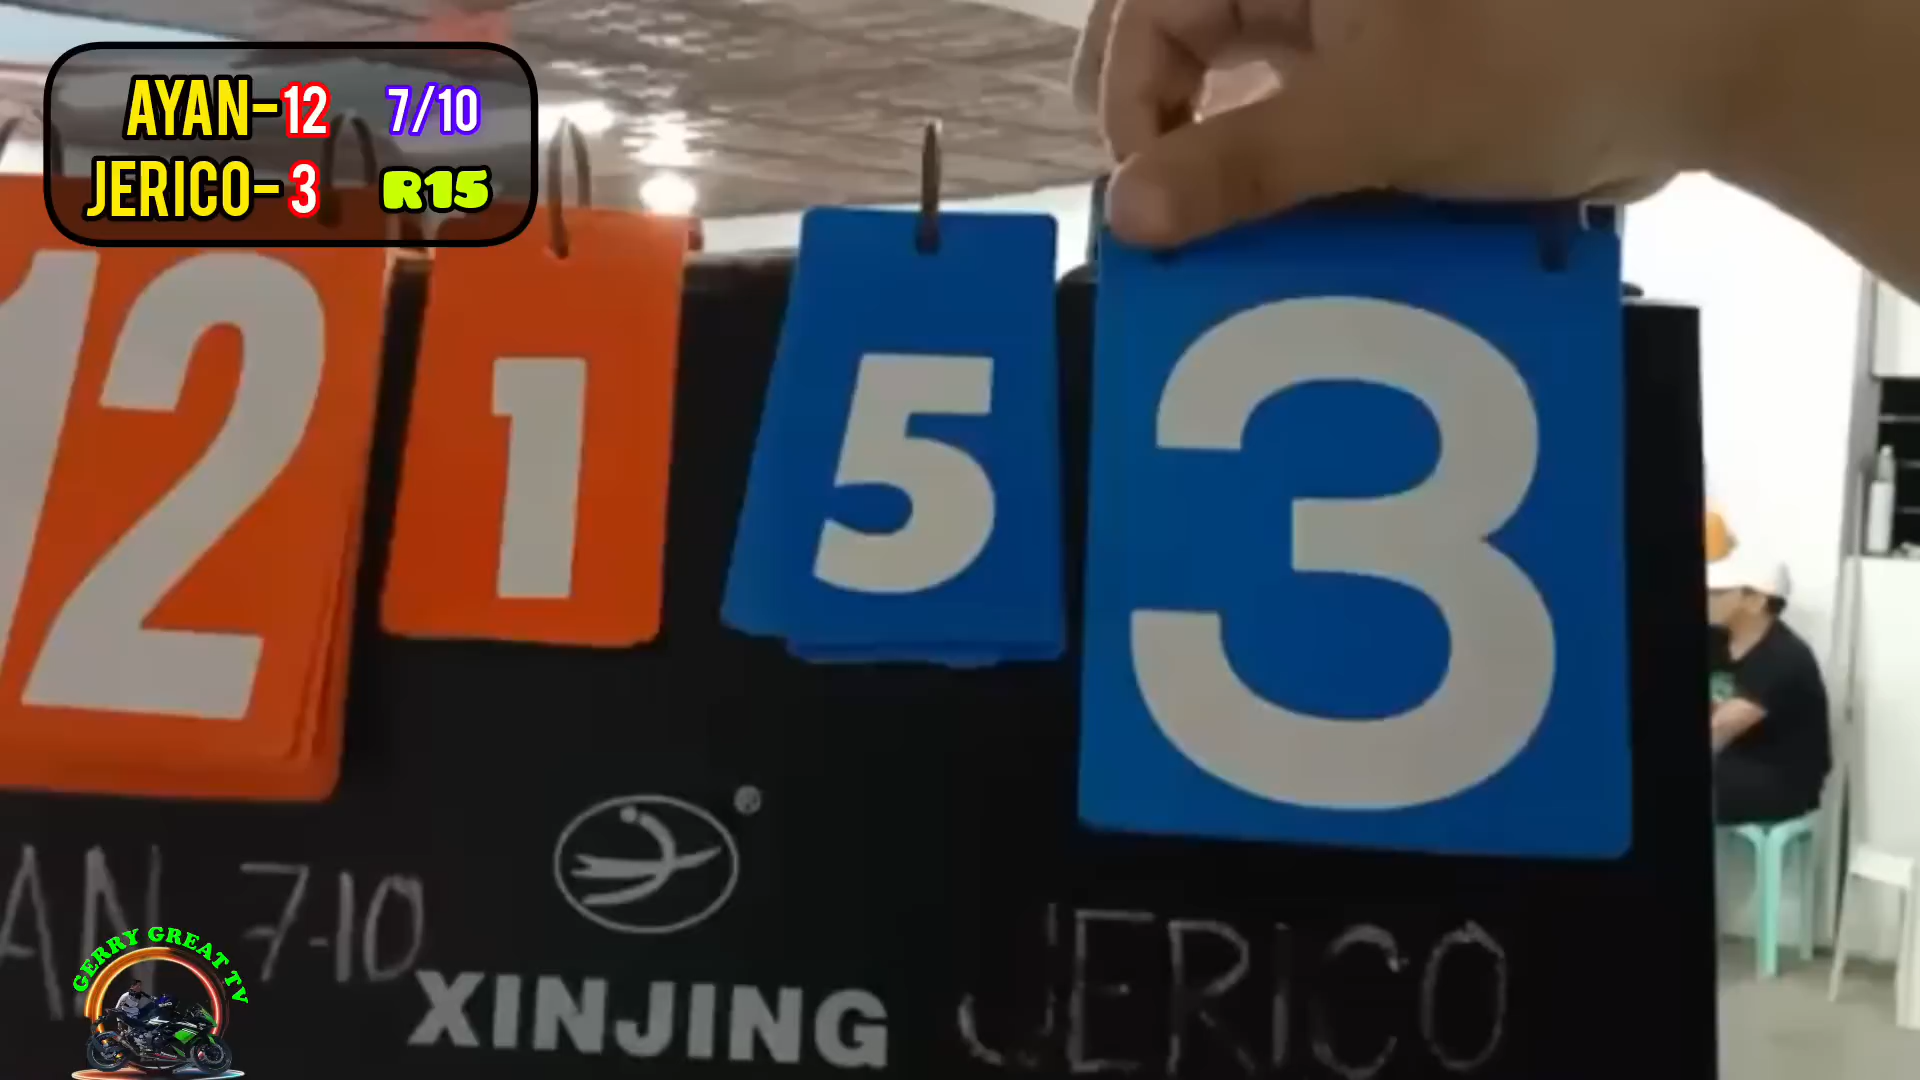 AYAN-12 7/10
JERICO-3 R15
12 1 5 3
AN 7-10
JERICO
®
XINJING
GERRY GREAT TV